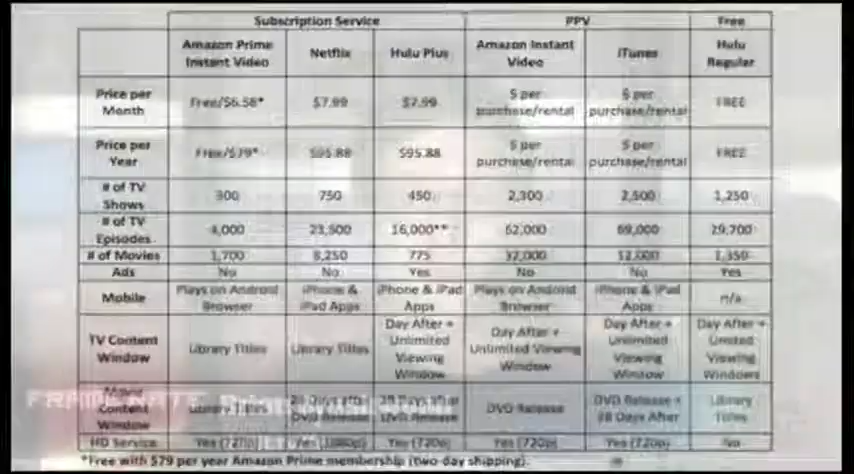 Subscription Service PPV Free
Amazon Prime Instant Video Netflix Hulu Plus Amazon Instant Video iTunes Hulu Regular
Price per Month Free/$6.58* $7.99 $7.99 $ per purchase/rental $ per purchase/rental FREE
Price per Year Free/$79* $95.88 $95.88 $ per purchase/rental $ per purchase/rental FREE
# of TV Shows 300 750 450 2,300 2,500 1,250
# of TV Episodes 4,000 23,500 16,000** 62,000 69,000 29,700
# of Movies 1,700 8,250 775 32,000 12,000 1,350
Ads No No Yes No No Yes
Mobile Plays on Android Browser iPhone & iPad Apps iPhone & iPad Apps Plays on Android Browser iPhone & iPad Apps n/a
TV Content Window Library Titles Library Titles Day After + Unlimited Viewing Window Day After + Unlimited Viewing Window Day After + Unlimited Viewing Window Day After + Limited Viewing Windows
Content Window Library Titles 28 Days after DVD Release 28 Days after DVD Release DVD Release DVD Release + 28 Days After Library Titles
HD Service Yes (720p) Yes (1080p) Yes (720p) Yes (720p) Yes (720p) No
*Free with $79 per year Amazon Prime membership (two-day shipping).
FRAME RATE